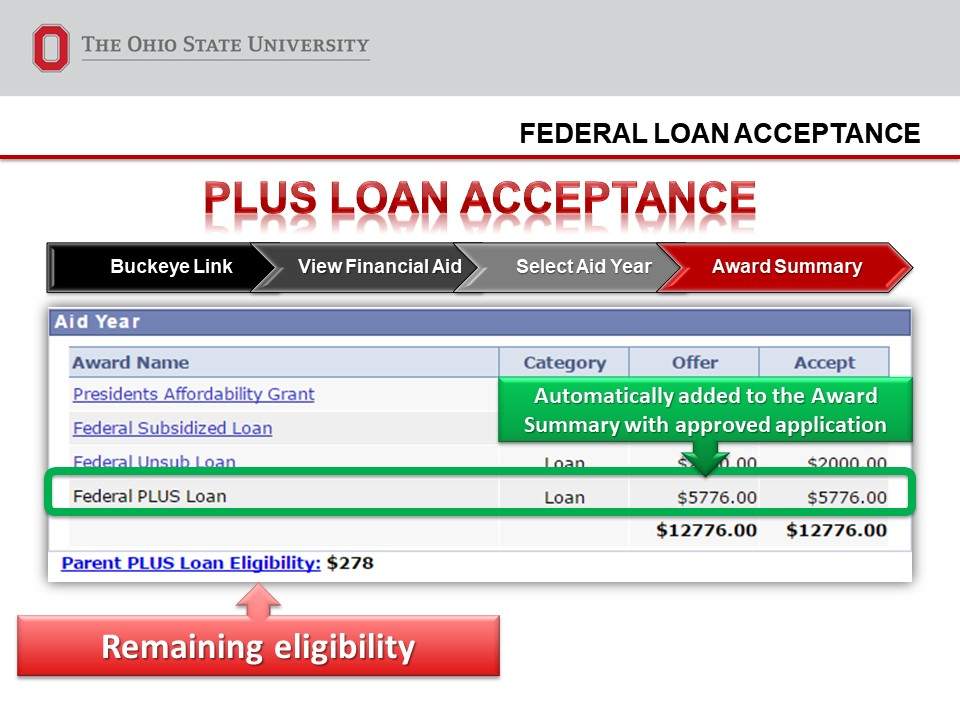 THE OHIO STATE UNIVERSITY
FEDERAL LOAN ACCEPTANCE
PLUS LOAN ACCEPTANCE
Buckeye Link View Financial Aid Select Aid Year Award Summary
Aid Year
Award Name Category Offer Accept
Presidents Affordability Grant
Automatically added to the Award
Summary with approved application
Federal Subsidized Loan
Federal Unsub Loan Loan $2000.00
Federal PLUS Loan Loan $5776.00 $5776.00
$12776.00 $12776.00
Parent PLUS Loan Eligibility: $278
Remaining eligibility